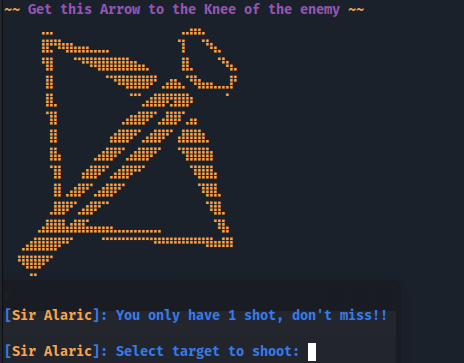 ~~ Get this Arrow to the Knee of the enemy ~~
[Sir Alaric]: You only have 1 shot, don't miss!!
[Sir Alaric]: Select target to shoot: